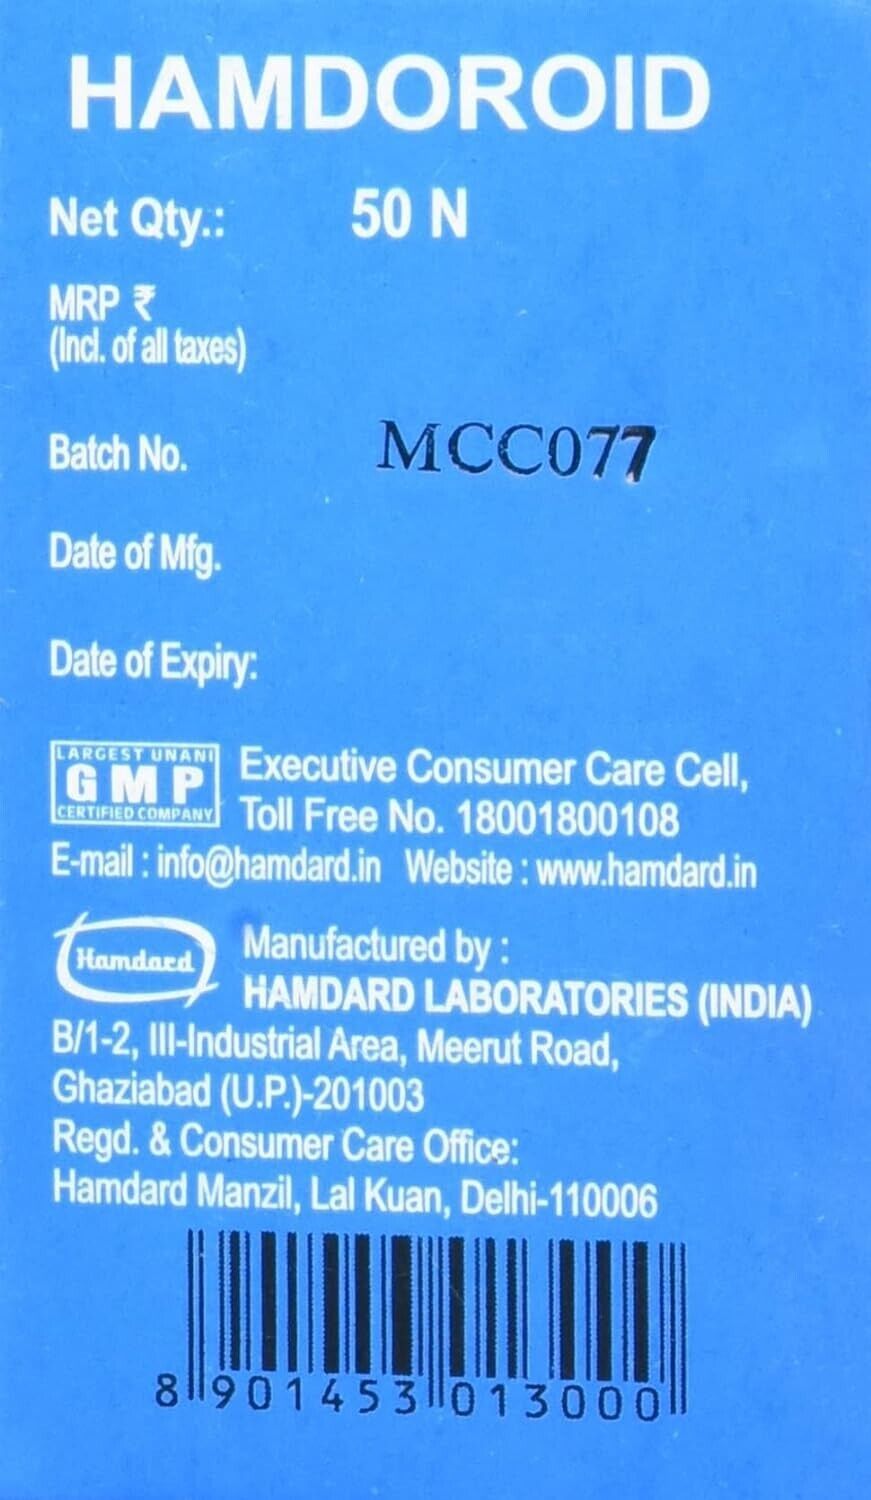 HAMDOROID
Net Qty.: 50 N
MRP ₹
(Incl. of all taxes)
Batch No. MCC077
Date of Mfg.
Date of Expiry:
LARGEST UNANI
GMP
CERTIFIED COMPANY
Executive Consumer Care Cell,
Toll Free No. 18001800108
E-mail : info@hamdard.in Website : www.hamdard.in
Hamdard
Manufactured by :
HAMDARD LABORATORIES (INDIA)
B/1-2, III-Industrial Area, Meerut Road,
Ghaziabad (U.P.)-201003
Regd. & Consumer Care Office:
Hamdard Manzil, Lal Kuan, Delhi-110006
8 901453 013000